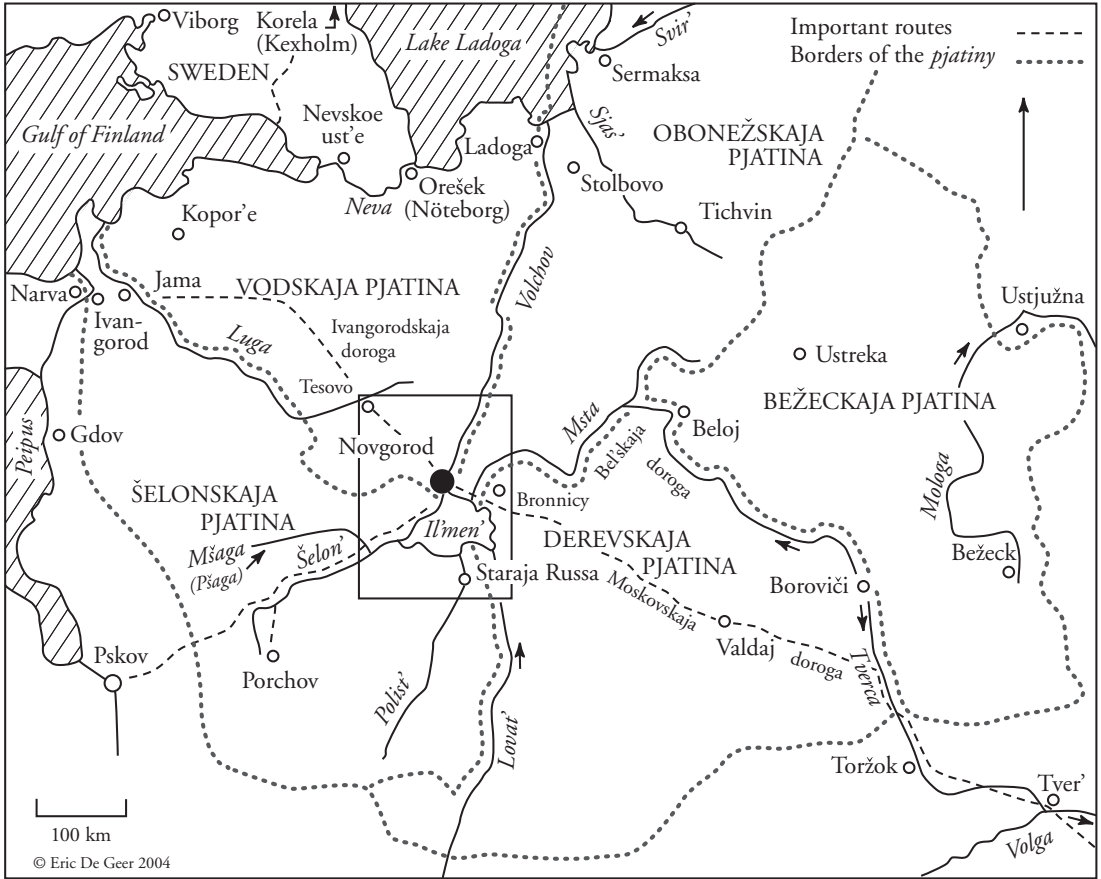 Viborg
Korela
(Kexholm)
Lake Ladoga
Svir'
Important routes
Borders of the pjatiny
SWEDEN
Sermaksa
Gulf of Finland
Nevskoe
ust'e
Ladoga
Sjas'
OBONEŽSKAJA
PJATINA
Orešek
(Nöteborg)
Neva
Stolbovo
Tichvin
Kopor'e
Volchov
Narva
Ivan-
gorod
Jama
VODSKAJA PJATINA
Ivangorodskaja
doroga
Luga
Tesovo
Ustjužna
Ustreka
BEŽECKAJA PJATINA
Peipus
Gdov
Novgorod
Msta
Bel'skaja
doroga
Beloj
Mologa
Bežeck
ŠELONSKAJA
PJATINA
Mšaga
(Pšaga)
Šelon'
Il'men'
Bronnicy
DEREVSKAJA
PJATINA
Staraja Russa
Moskovskaja
doroga
Boroviči
Valdaj
Tverca
Pskov
Porchov
Polist'
Lovat'
Toržok
Tver'
Volga
100 km
© Eric De Geer 2004